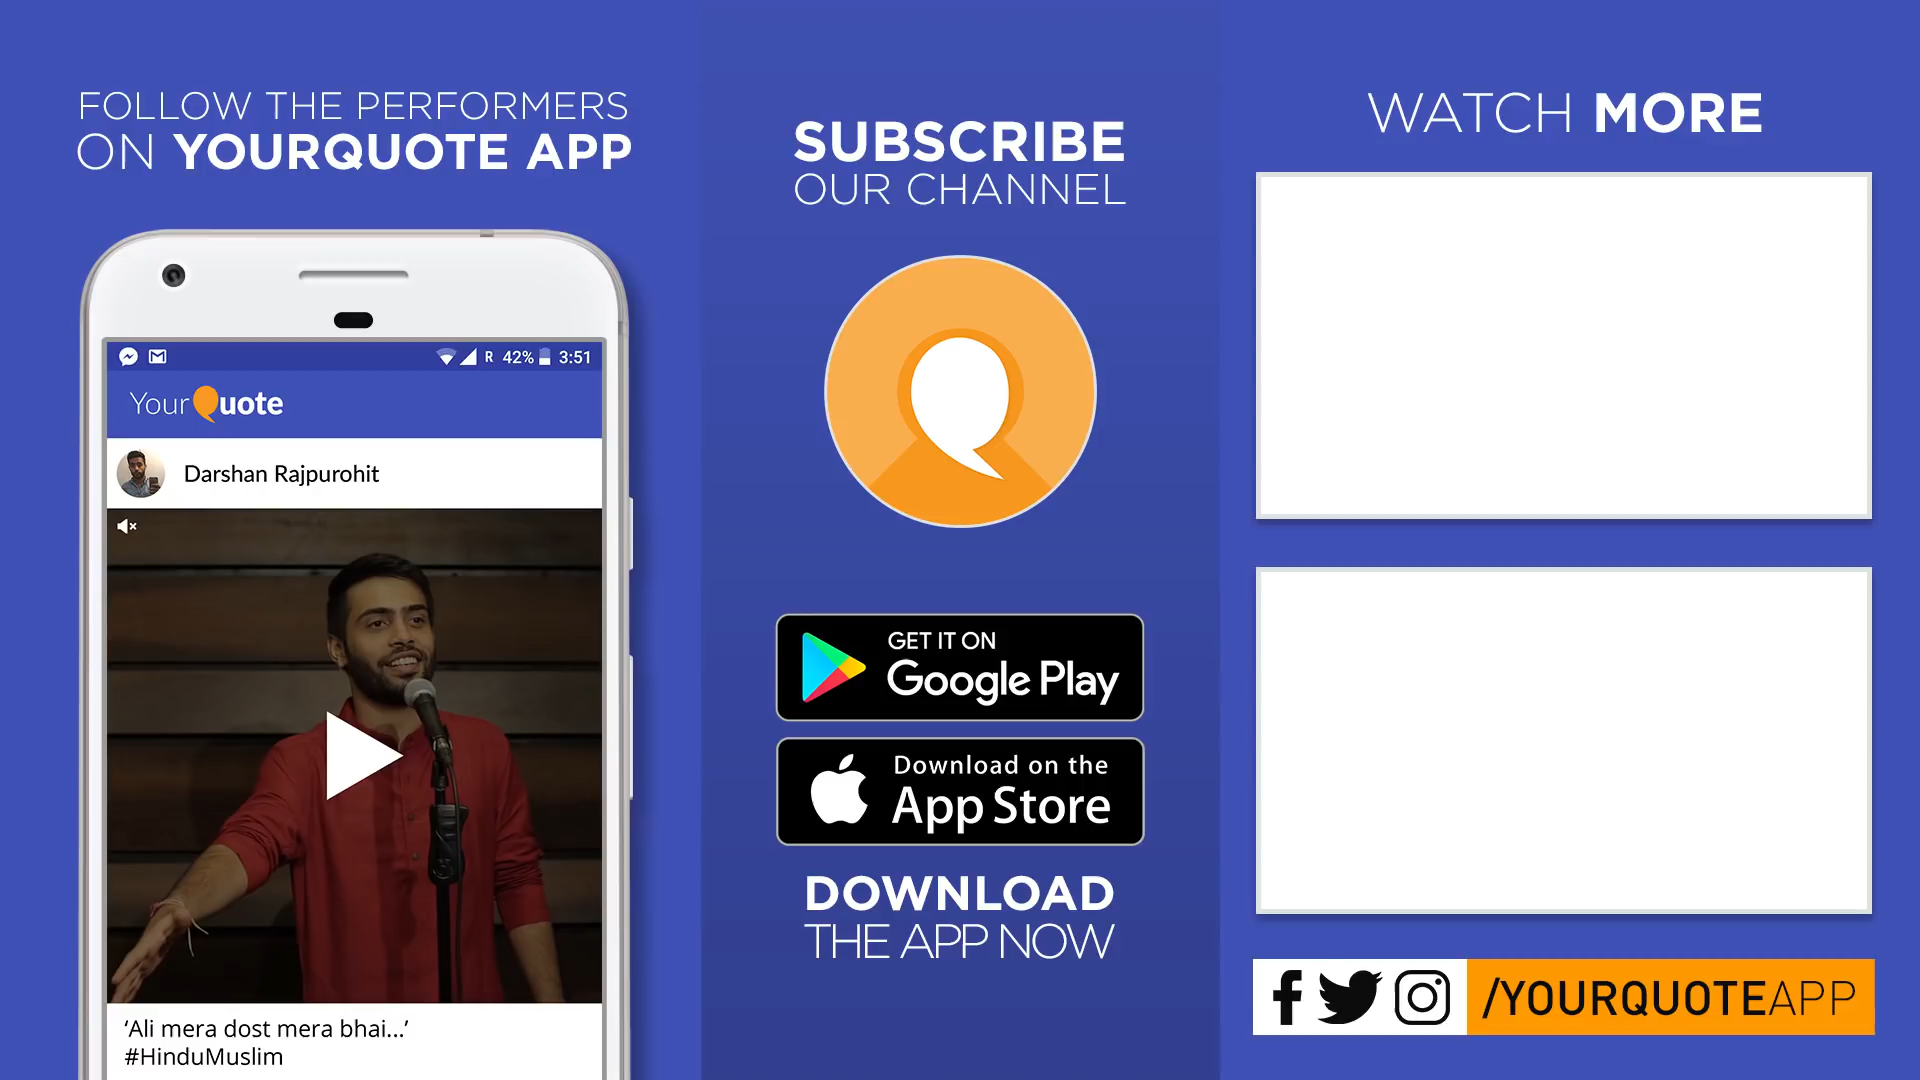 FOLLOW THE PERFORMERS
ON YOURQUOTE APP
R 42% 3:51
YourQuote
Darshan Rajpurohit
‘Ali mera dost mera bhai...’
#HinduMuslim
SUBSCRIBE
OUR CHANNEL
GET IT ON
Google Play
Download on the
App Store
DOWNLOAD
THE APP NOW
WATCH MORE
/YOURQUOTEAPP